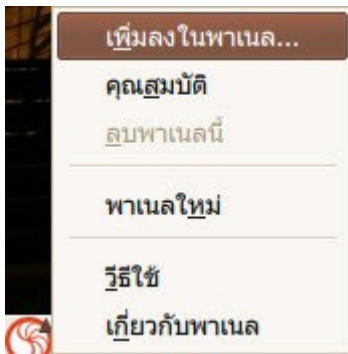 เพิ่มลงในพาเนล...
คุณสมบัติ
ลบพาเนลนี้
พาเนลใหม่
วิธีใช้
เกี่ยวกับพาเนล